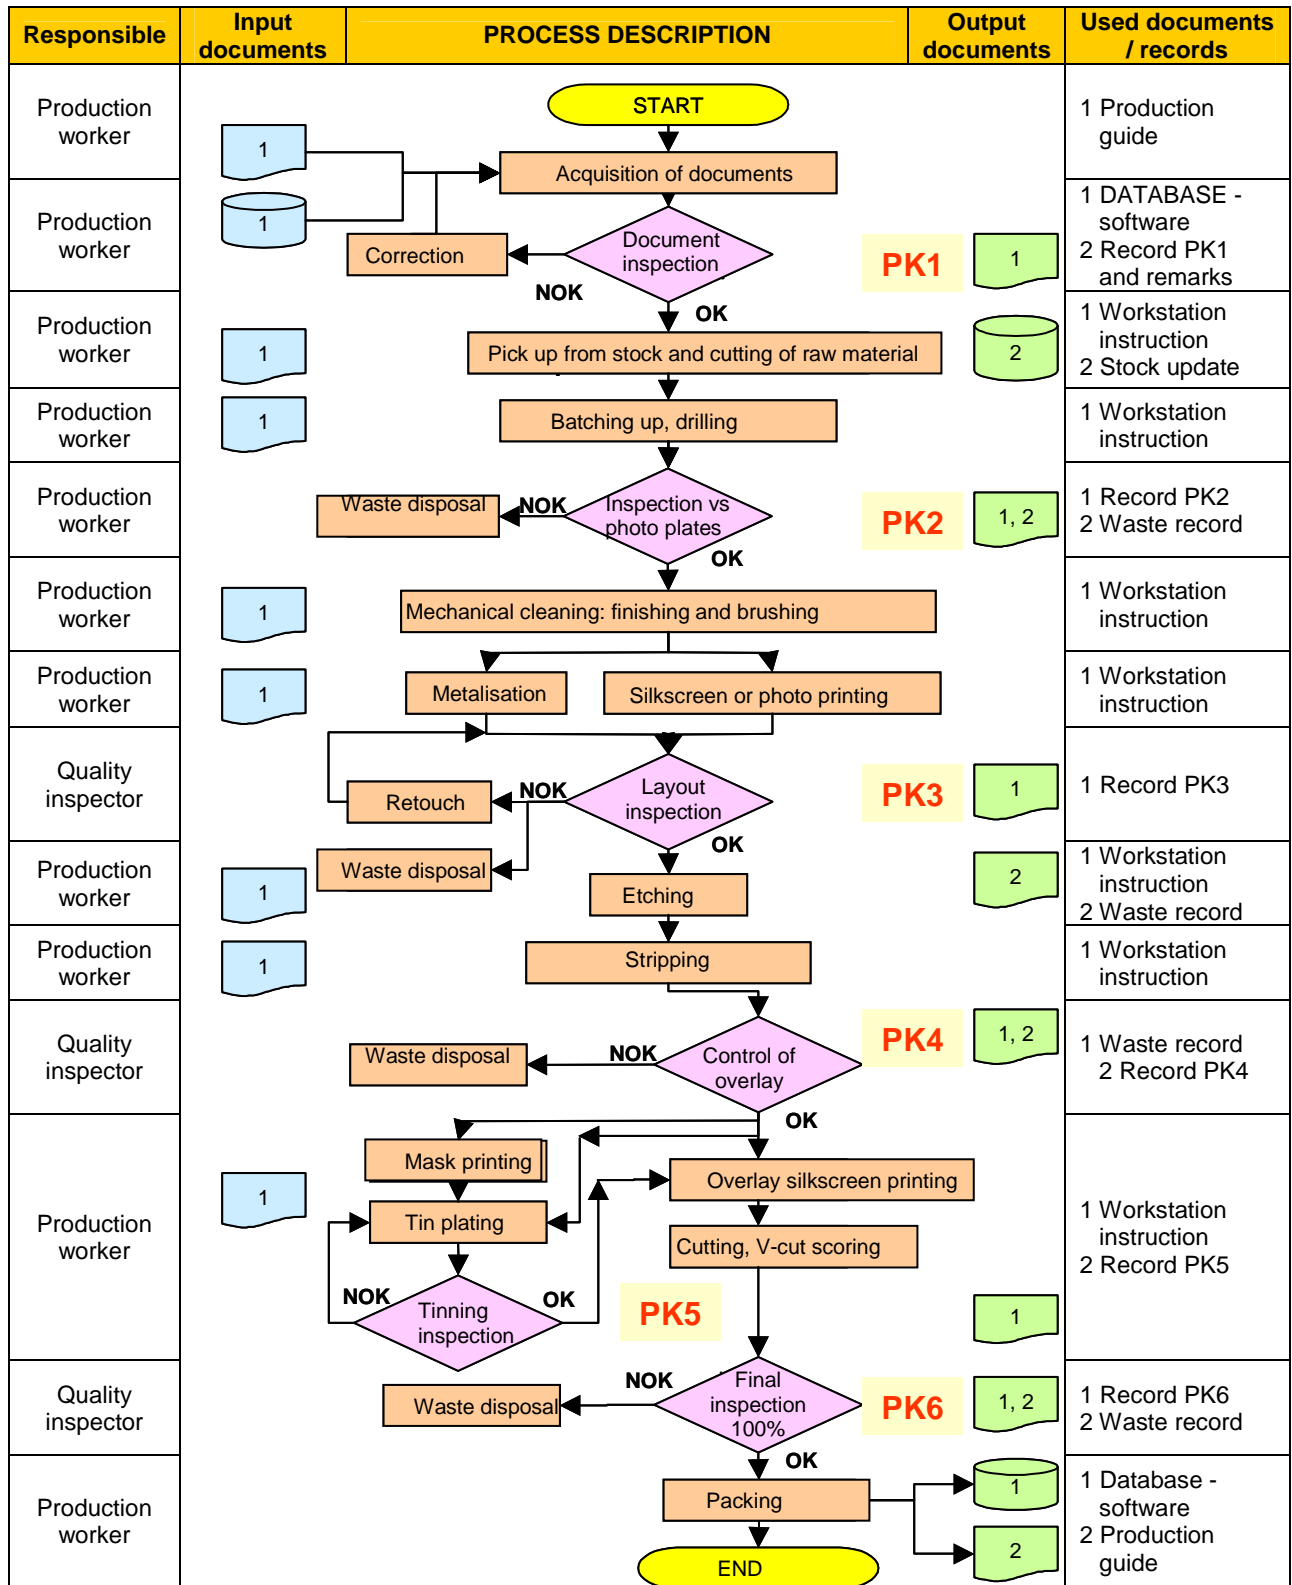 Responsible
Input
documents
PROCESS DESCRIPTION
Output
documents
Used documents
/ records
Production
worker
1
START
Acquisition of documents
1 Production
guide
Production
worker
1
Correction
Document
inspection
NOK
OK
PK1
1
1 DATABASE -
software
2 Record PK1
and remarks
Production
worker
1
Pick up from stock and cutting of raw material
2
1 Workstation
instruction
2 Stock update
Production
worker
1
Batching up, drilling
1 Workstation
instruction
Production
worker
Waste disposal
NOK
Inspection vs
photo plates
OK
PK2
1, 2
1 Record PK2
2 Waste record
Production
worker
1
Mechanical cleaning: finishing and brushing
1 Workstation
instruction
Production
worker
1
Metalisation
Silkscreen or photo printing
1 Workstation
instruction
Quality
inspector
Retouch
NOK
Layout
inspection
OK
PK3
1
1 Record PK3
Production
worker
1
Waste disposal
Etching
2
1 Workstation
instruction
2 Waste record
Production
worker
1
Stripping
1 Workstation
instruction
Quality
inspector
Waste disposal
NOK
Control of
overlay
OK
PK4
1, 2
1 Waste record
2 Record PK4
Production
worker
1
Mask printing
Tin plating
NOK
Tinning
inspection
OK
Overlay silkscreen printing
Cutting, V-cut scoring
PK5
1
1 Workstation
instruction
2 Record PK5
Quality
inspector
Waste disposal
NOK
Final
inspection
100%
OK
PK6
1, 2
1 Record PK6
2 Waste record
Production
worker
Packing
END
1
2
1 Database -
software
2 Production
guide